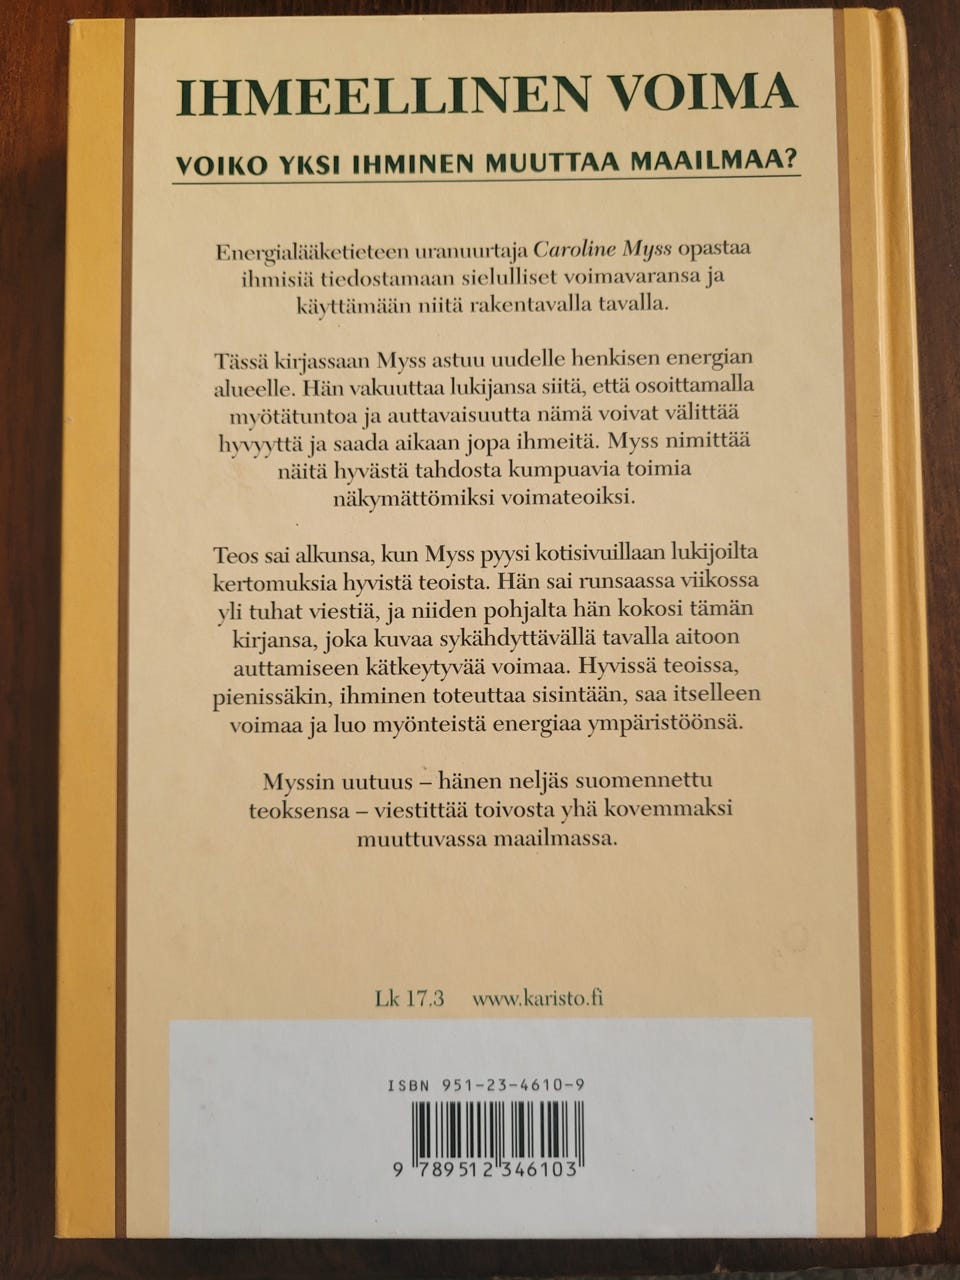 IHMEELLINEN VOIMA
VOIKO YKSI IHMINEN MUUTTAA MAAILMAA?
Energialääketieteen uranuurtaja Caroline Myss opastaa
ihmisiä tiedostamaan sielulliset voimavaransa ja
käyttämään niitä rakentavalla tavalla.
Tässä kirjassaan Myss astuu uudelle henkisen energian
alueelle. Hän vakuuttaa lukijansa siitä, että osoittamalla
myötätuntoa ja auttavaisuutta nämä voivat välittää
hyvyyttä ja saada aikaan jopa ihmeitä. Myss nimittää
näitä hyvästä tahdosta kumpuavia toimia
näkymättömiksi voimateoiksi.
Teos sai alkunsa, kun Myss pyysi kotisivuillaan lukijoilta
kertomuksia hyvistä teoista. Hän sai runsaassa viikossa
yli tuhat viestiä, ja niiden pohjalta hän kokosi tämän
kirjansa, joka kuvaa sykähdyttävällä tavalla aitoon
auttamiseen kätkeytyvää voimaa. Hyvissä teoissa,
pienissäkin, ihminen toteuttaa sisintään, saa itselleen
voimaa ja luo myönteistä energiaa ympäristöönsä.
Myssin uutuus – hänen neljäs suomennettu
teoksensa – viestittää toivosta yhä kovemmaksi
muuttuvassa maailmassa.
Lk 17.3 www.karisto.fi
ISBN 951-23-4610-9
9 789512 346103